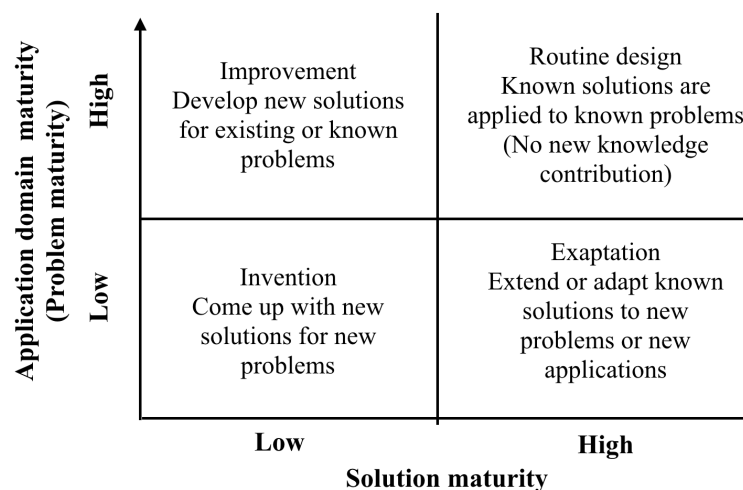 Application domain maturity
(Problem maturity)
High
Low
Improvement
Develop new solutions
for existing or known
problems
Routine design
Known solutions are
applied to known problems
(No new knowledge
contribution)
Invention
Come up with new
solutions for new
problems
Exaptation
Extend or adapt known
solutions to new
problems or new
applications
Low
High
Solution maturity